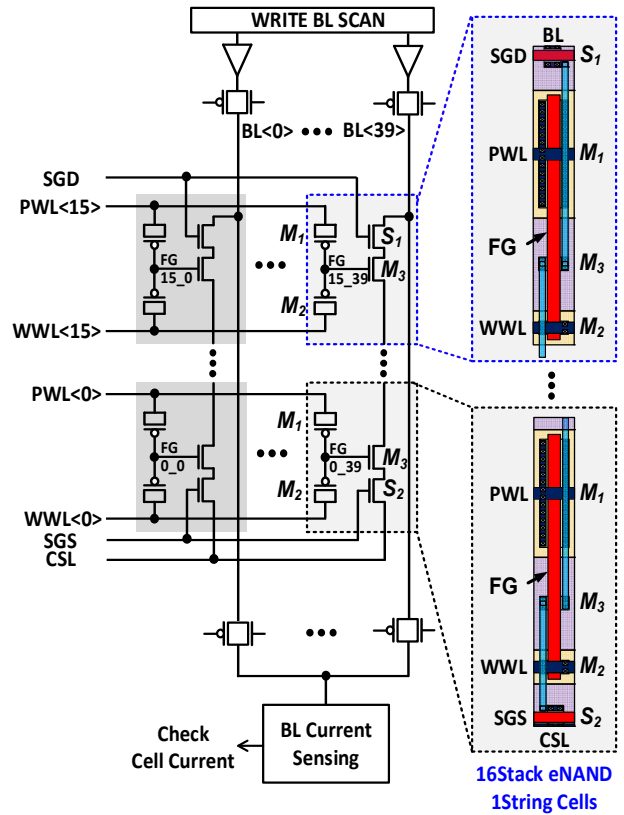 WRITE BL SCAN
BL<0> ••• BL<39>
SGD
PWL<15>
M1
S1
FG
15_0
•••
FG
15_39
M3
M2
WWL<15>
PWL<0>
M1
FG
0_0
•••
FG
0_39
M3
M2
S2
WWL<0>
SGS
CSL
•••
BL Current
Sensing
Check
Cell Current
BL
SGD
S1
PWL
M1
FG
M3
WWL
M2
PWL
M1
FG
M3
WWL
M2
SGS
S2
CSL
16Stack eNAND
1String Cells